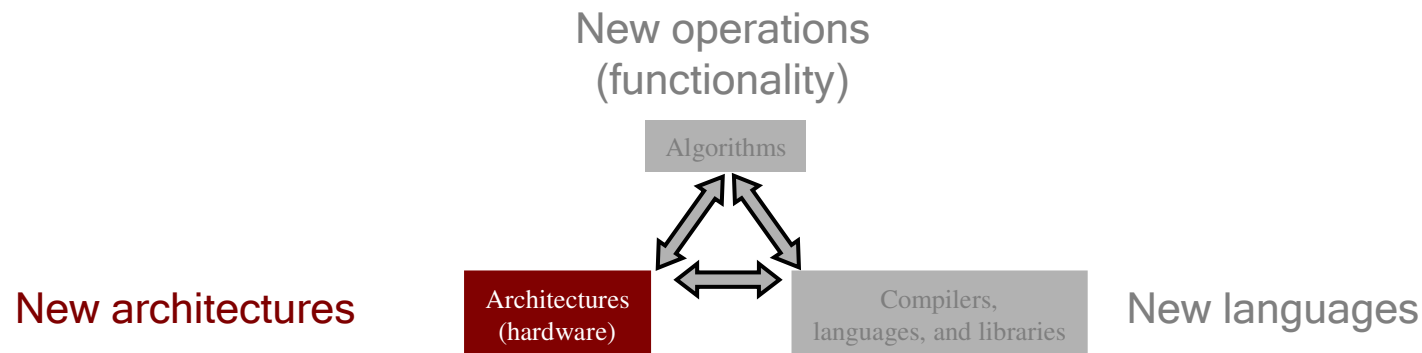 New operations
(functionality)
Algorithms
New architectures
Architectures
(hardware)
Compilers,
languages, and libraries
New languages